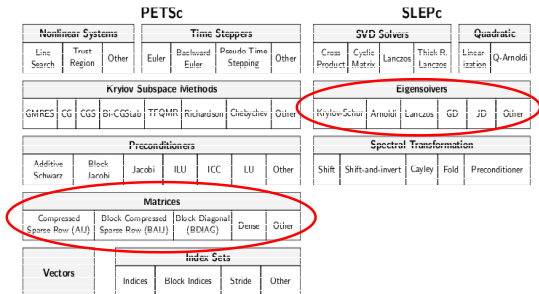 PETSc
SLEPc
Nonlinear Systems
Line Search
Trust Region
Other
Time Steppers
Euler
Backward Euler
Pseudo Time Stepping
Other
SVD Solvers
Cross Product
Cyclic Matrix
Lanczos
Thick R. Lanczos
Quadratic
Linear-ization
Q-Arnoldi
Krylov Subspace Methods
GMRES
CG
CGS
Bi-CGStab
TFQMR
Richardson
Chebychev
Other
Eigensolvers
Krylov-Schur
Arnoldi
Lanczos
GD
JD
Other
Preconditioners
Additive Schwarz
Block Jacobi
Jacobi
ILU
ICC
LU
Other
Spectral Transformation
Shift
Shift-and-invert
Cayley
Fold
Preconditioner
Matrices
Compressed Sparse Row (AIJ)
Block Compressed Sparse Row (BAIJ)
Block Diagonal (BDIAG)
Dense
Other
Vectors
Index Sets
Indices
Block Indices
Stride
Other